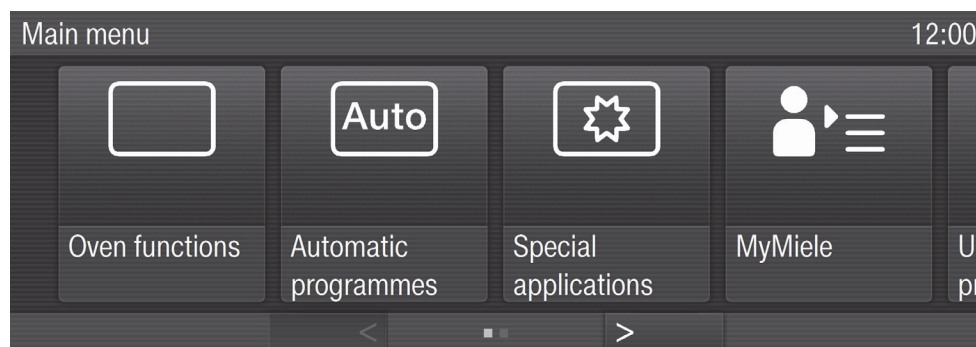 Main menu 12:00
Auto
Oven functions
Automatic
programmes
Special
applications
MyMiele
< >